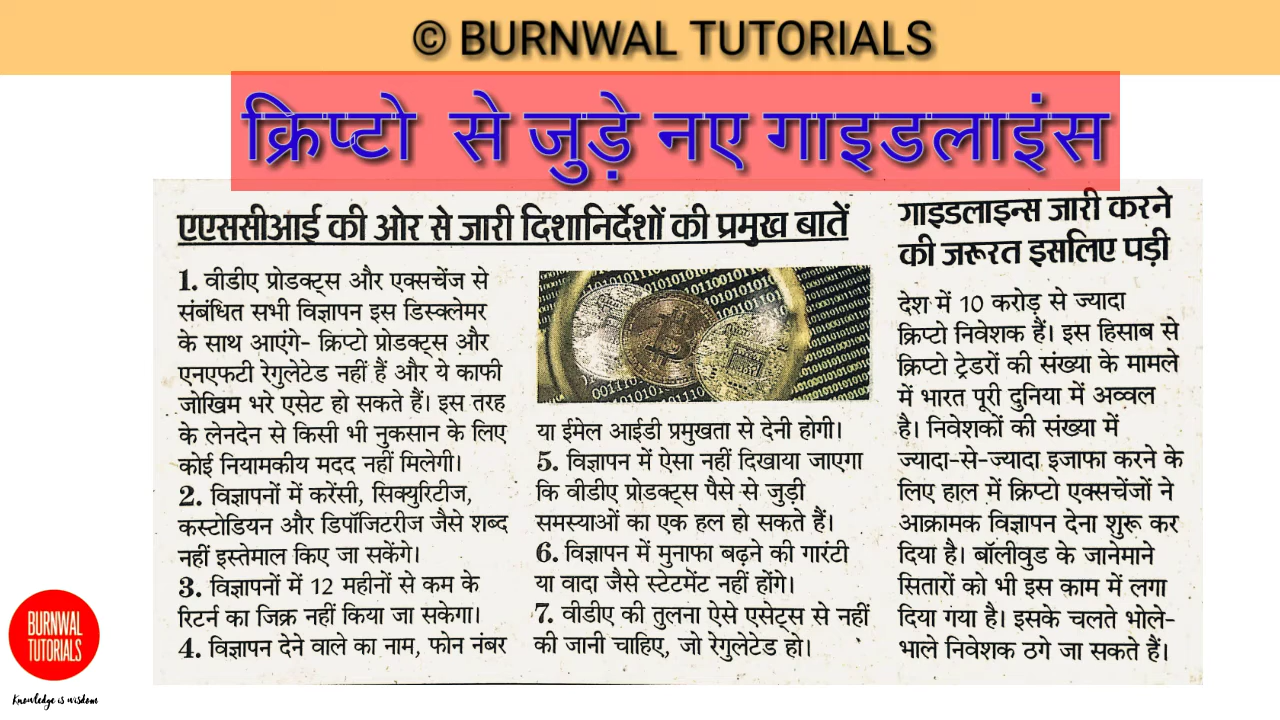 © BURNWAL TUTORIALS
क्रिप्टो से जुड़े नए गाइडलाइंस
एएससीआई की ओर से जारी दिशानिर्देशों की प्रमुख बातें
1. वीडीए प्रोडक्ट्स और एक्सचेंज से
संबंधित सभी विज्ञापन इस डिस्क्लेमर
के साथ आएंगे- क्रिप्टो प्रोडक्ट्स और
एनएफटी रेगुलेटेड नहीं हैं और ये काफी
जोखिम भरे एसेट हो सकते हैं। इस तरह
के लेनदेन से किसी भी नुकसान के लिए
कोई नियामकीय मदद नहीं मिलेगी।
2. विज्ञापनों में करेंसी, सिक्युरिटीज,
कस्टोडियन और डिपॉजिटरीज जैसे शब्द
नहीं इस्तेमाल किए जा सकेंगे।
3. विज्ञापनों में 12 महीनों से कम के
रिटर्न का जिक्र नहीं किया जा सकेगा।
4. विज्ञापन देने वाले का नाम, फोन नंबर
या ईमेल आईडी प्रमुखता से देनी होगी।
5. विज्ञापन में ऐसा नहीं दिखाया जाएगा
कि वीडीए प्रोडक्ट्स पैसे से जुड़ी
समस्याओं का एक हल हो सकते हैं।
6. विज्ञापन में मुनाफा बढ़ने की गारंटी
या वादा जैसे स्टेटमेंट नहीं होंगे।
7. वीडीए की तुलना ऐसे एसेट्स से नहीं
की जानी चाहिए, जो रेगुलेटेड हो।
गाइडलाइन्स जारी करने
की जरूरत इसलिए पड़ी
देश में 10 करोड़ से ज्यादा
क्रिप्टो निवेशक हैं। इस हिसाब से
क्रिप्टो ट्रेडरों की संख्या के मामले
में भारत पूरी दुनिया में अव्वल
है। निवेशकों की संख्या में
ज्यादा-से-ज्यादा इजाफा करने के
लिए हाल में क्रिप्टो एक्सचेंजों ने
आक्रामक विज्ञापन देना शुरू कर
दिया है। बॉलीवुड के जानेमाने
सितारों को भी इस काम में लगा
दिया गया है। इसके चलते भोले-
भाले निवेशक ठगे जा सकते हैं।
BURNWAL
TUTORIALS
Knowledge is wisdom